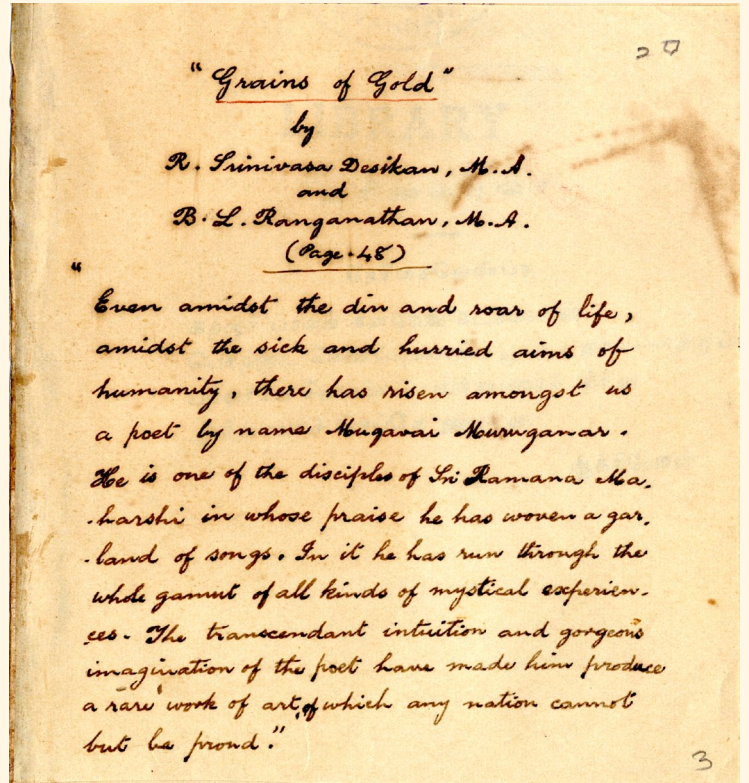 20
"Grains of Gold"
by
R. Srinivasa Desikan, M.A.
and
B. L. Ranganathan, M.A.
(Page. 48)
"Even amidst the din and roar of life,
amidst the sick and hurried aims of
humanity, there has risen amongst us
a poet by name Mugavai Muruganar.
He is one of the disciples of Sri Ramana Ma-
-harshi in whose praise he has woven a gar-
-land of songs. In it he has run through the
whole gamut of all kinds of mystical experien-
ces. The transcendant intuition and gorgeous
imagination of the poet have made him produce
a rare work of art, of which any nation cannot
but be proud."
3